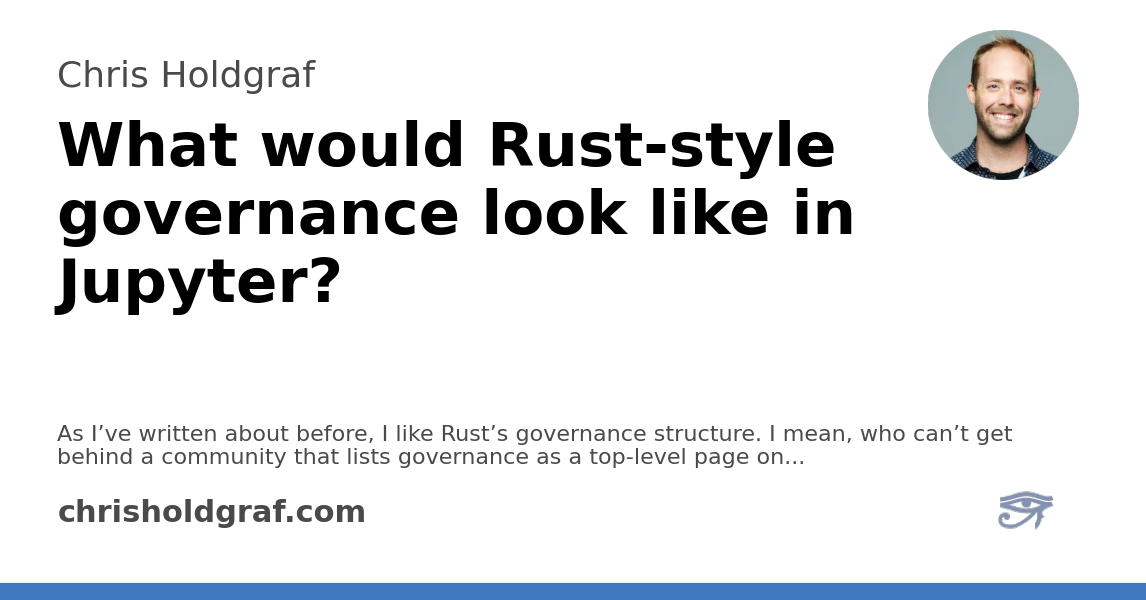 Chris Holdgraf
What would Rust-style
governance look like in
Jupyter?
As I’ve written about before, I like Rust’s governance structure. I mean, who can’t get
behind a community that lists governance as a top-level page on...
chrisholdgraf.com